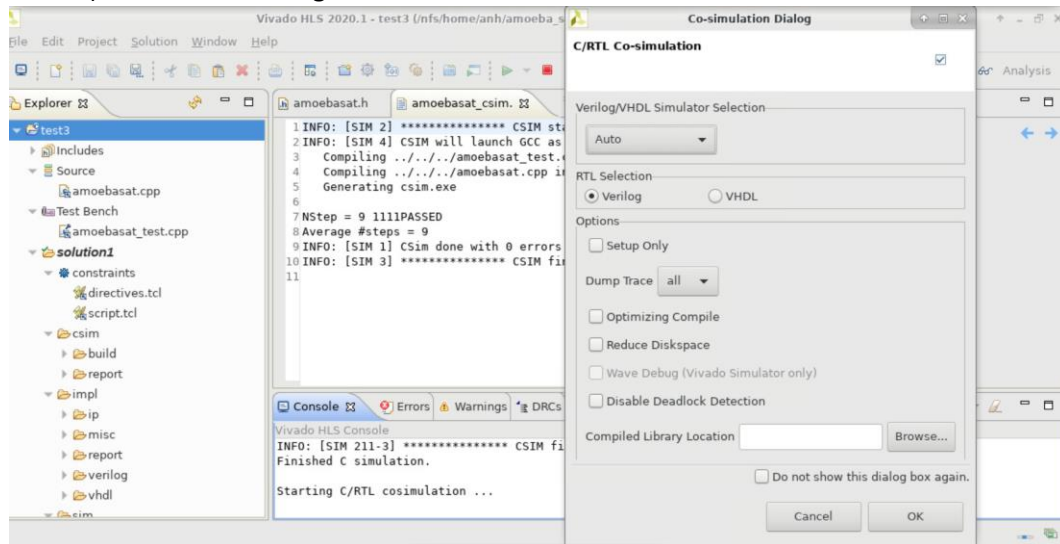 Vivado HLS 2020.1 - test3 (/nfs/home/anh/amoeba_s
File Edit Project Solution Window Help
Analysis
Explorer
test3
Includes
Source
amoebasat.cpp
Test Bench
amoebasat_test.cpp
solution1
constraints
directives.tcl
script.tcl
csim
build
report
impl
ip
misc
report
verilog
vhdl
amoebasat.h amoebasat_csim.
1 INFO: [SIM 2] *************** CSIM sta
2 INFO: [SIM 4] CSIM will launch GCC as
3 Compiling ../../../amoebasat_test.
4 Compiling ../../../amoebasat.cpp in
5 Generating csim.exe
6
7 NStep = 9 1111PASSED
8 Average #steps = 9
9 INFO: [SIM 1] CSim done with 0 errors
10 INFO: [SIM 3] *************** CSIM fin
11
Console Errors Warnings DRCs
Vivado HLS Console
INFO: [SIM 211-3] *************** CSIM fi
Finished C simulation.
Starting C/RTL cosimulation ...
Co-simulation Dialog
C/RTL Co-simulation
Verilog/VHDL Simulator Selection
Auto
RTL Selection
Verilog VHDL
Options
Setup Only
Dump Trace all
Optimizing Compile
Reduce Diskspace
Wave Debug (Vivado Simulator only)
Disable Deadlock Detection
Compiled Library Location Browse...
Do not show this dialog box again.
Cancel OK